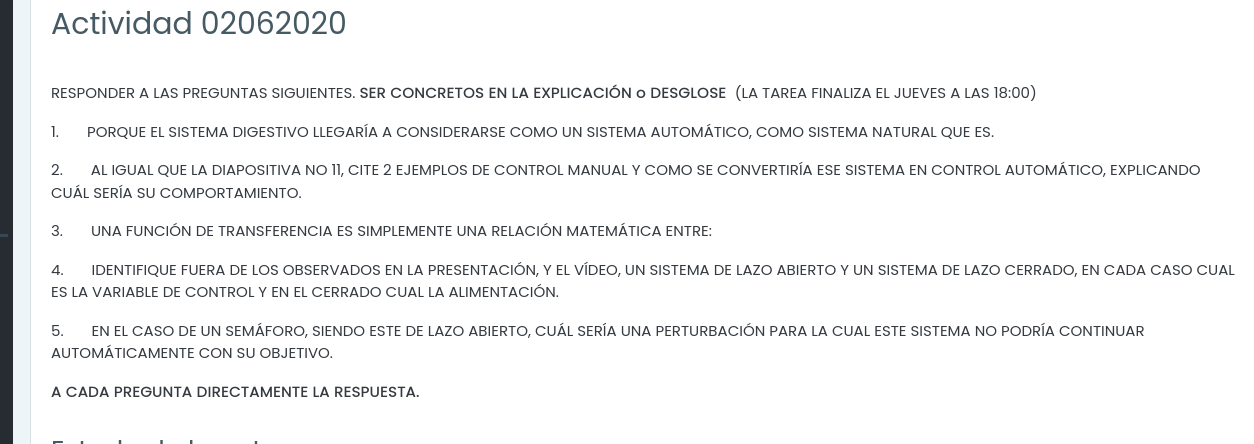 Actividad 02062020
RESPONDER A LAS PREGUNTAS SIGUIENTES. SER CONCRETOS EN LA EXPLICACIÓN o DESGLOSE (LA TAREA FINALIZA EL JUEVES A LAS 18:00)
1. PORQUE EL SISTEMA DIGESTIVO LLEGARÍA A CONSIDERARSE COMO UN SISTEMA AUTOMÁTICO, COMO SISTEMA NATURAL QUE ES.
2. AL IGUAL QUE LA DIAPOSITIVA NO 11, CITE 2 EJEMPLOS DE CONTROL MANUAL Y COMO SE CONVERTIRÍA ESE SISTEMA EN CONTROL AUTOMÁTICO, EXPLICANDO
CUÁL SERÍA SU COMPORTAMIENTO.
3. UNA FUNCIÓN DE TRANSFERENCIA ES SIMPLEMENTE UNA RELACIÓN MATEMÁTICA ENTRE:
4. IDENTIFIQUE FUERA DE LOS OBSERVADOS EN LA PRESENTACIÓN, Y EL VÍDEO, UN SISTEMA DE LAZO ABIERTO Y UN SISTEMA DE LAZO CERRADO, EN CADA CASO CUAL
ES LA VARIABLE DE CONTROL Y EN EL CERRADO CUAL LA ALIMENTACIÓN.
5. EN EL CASO DE UN SEMÁFORO, SIENDO ESTE DE LAZO ABIERTO, CUÁL SERÍA UNA PERTURBACIÓN PARA LA CUAL ESTE SISTEMA NO PODRÍA CONTINUAR
AUTOMÁTICAMENTE CON SU OBJETIVO.
A CADA PREGUNTA DIRECTAMENTE LA RESPUESTA.